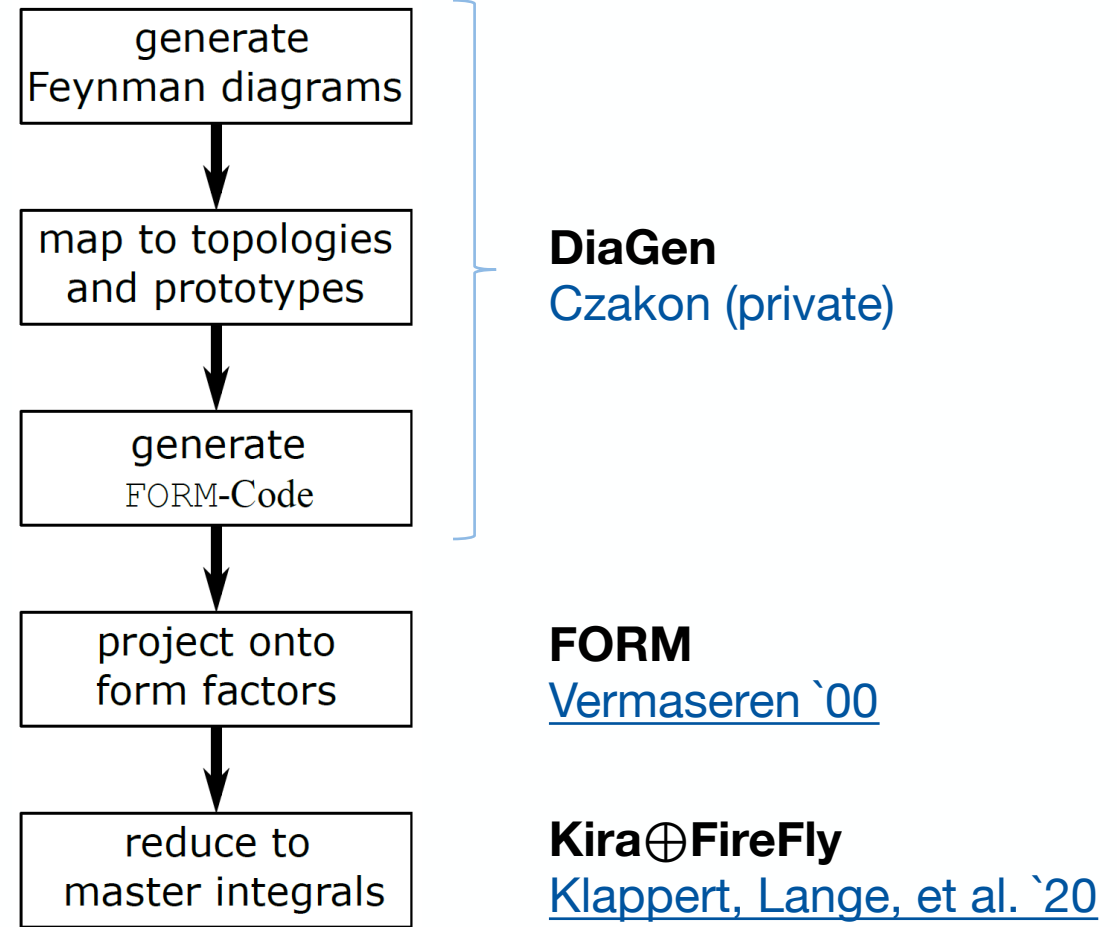 generate
Feynman diagrams
map to topologies
and prototypes
DiaGen
Czakon (private)
generate
FORM-Code
project onto
form factors
FORM
Vermaseren `00
reduce to
master integrals
Kira⊕FireFly
Klappert, Lange, et al. `20